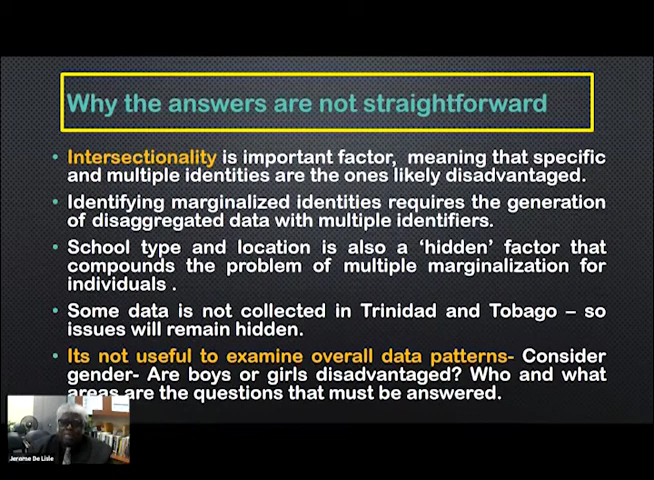 Why the answers are not straightforward
• Intersectionality is important factor, meaning that specific
and multiple identities are the ones likely disadvantaged.
• Identifying marginalized identities requires the generation
of disaggregated data with multiple identifiers.
• School type and location is also a ‘hidden’ factor that
compounds the problem of multiple marginalization for
individuals .
• Some data is not collected in Trinidad and Tobago – so
issues will remain hidden.
• Its not useful to examine overall data patterns- Consider
gender- Are boys or girls disadvantaged? Who and what
areas are the questions that must be answered.
Jerome De Lisle